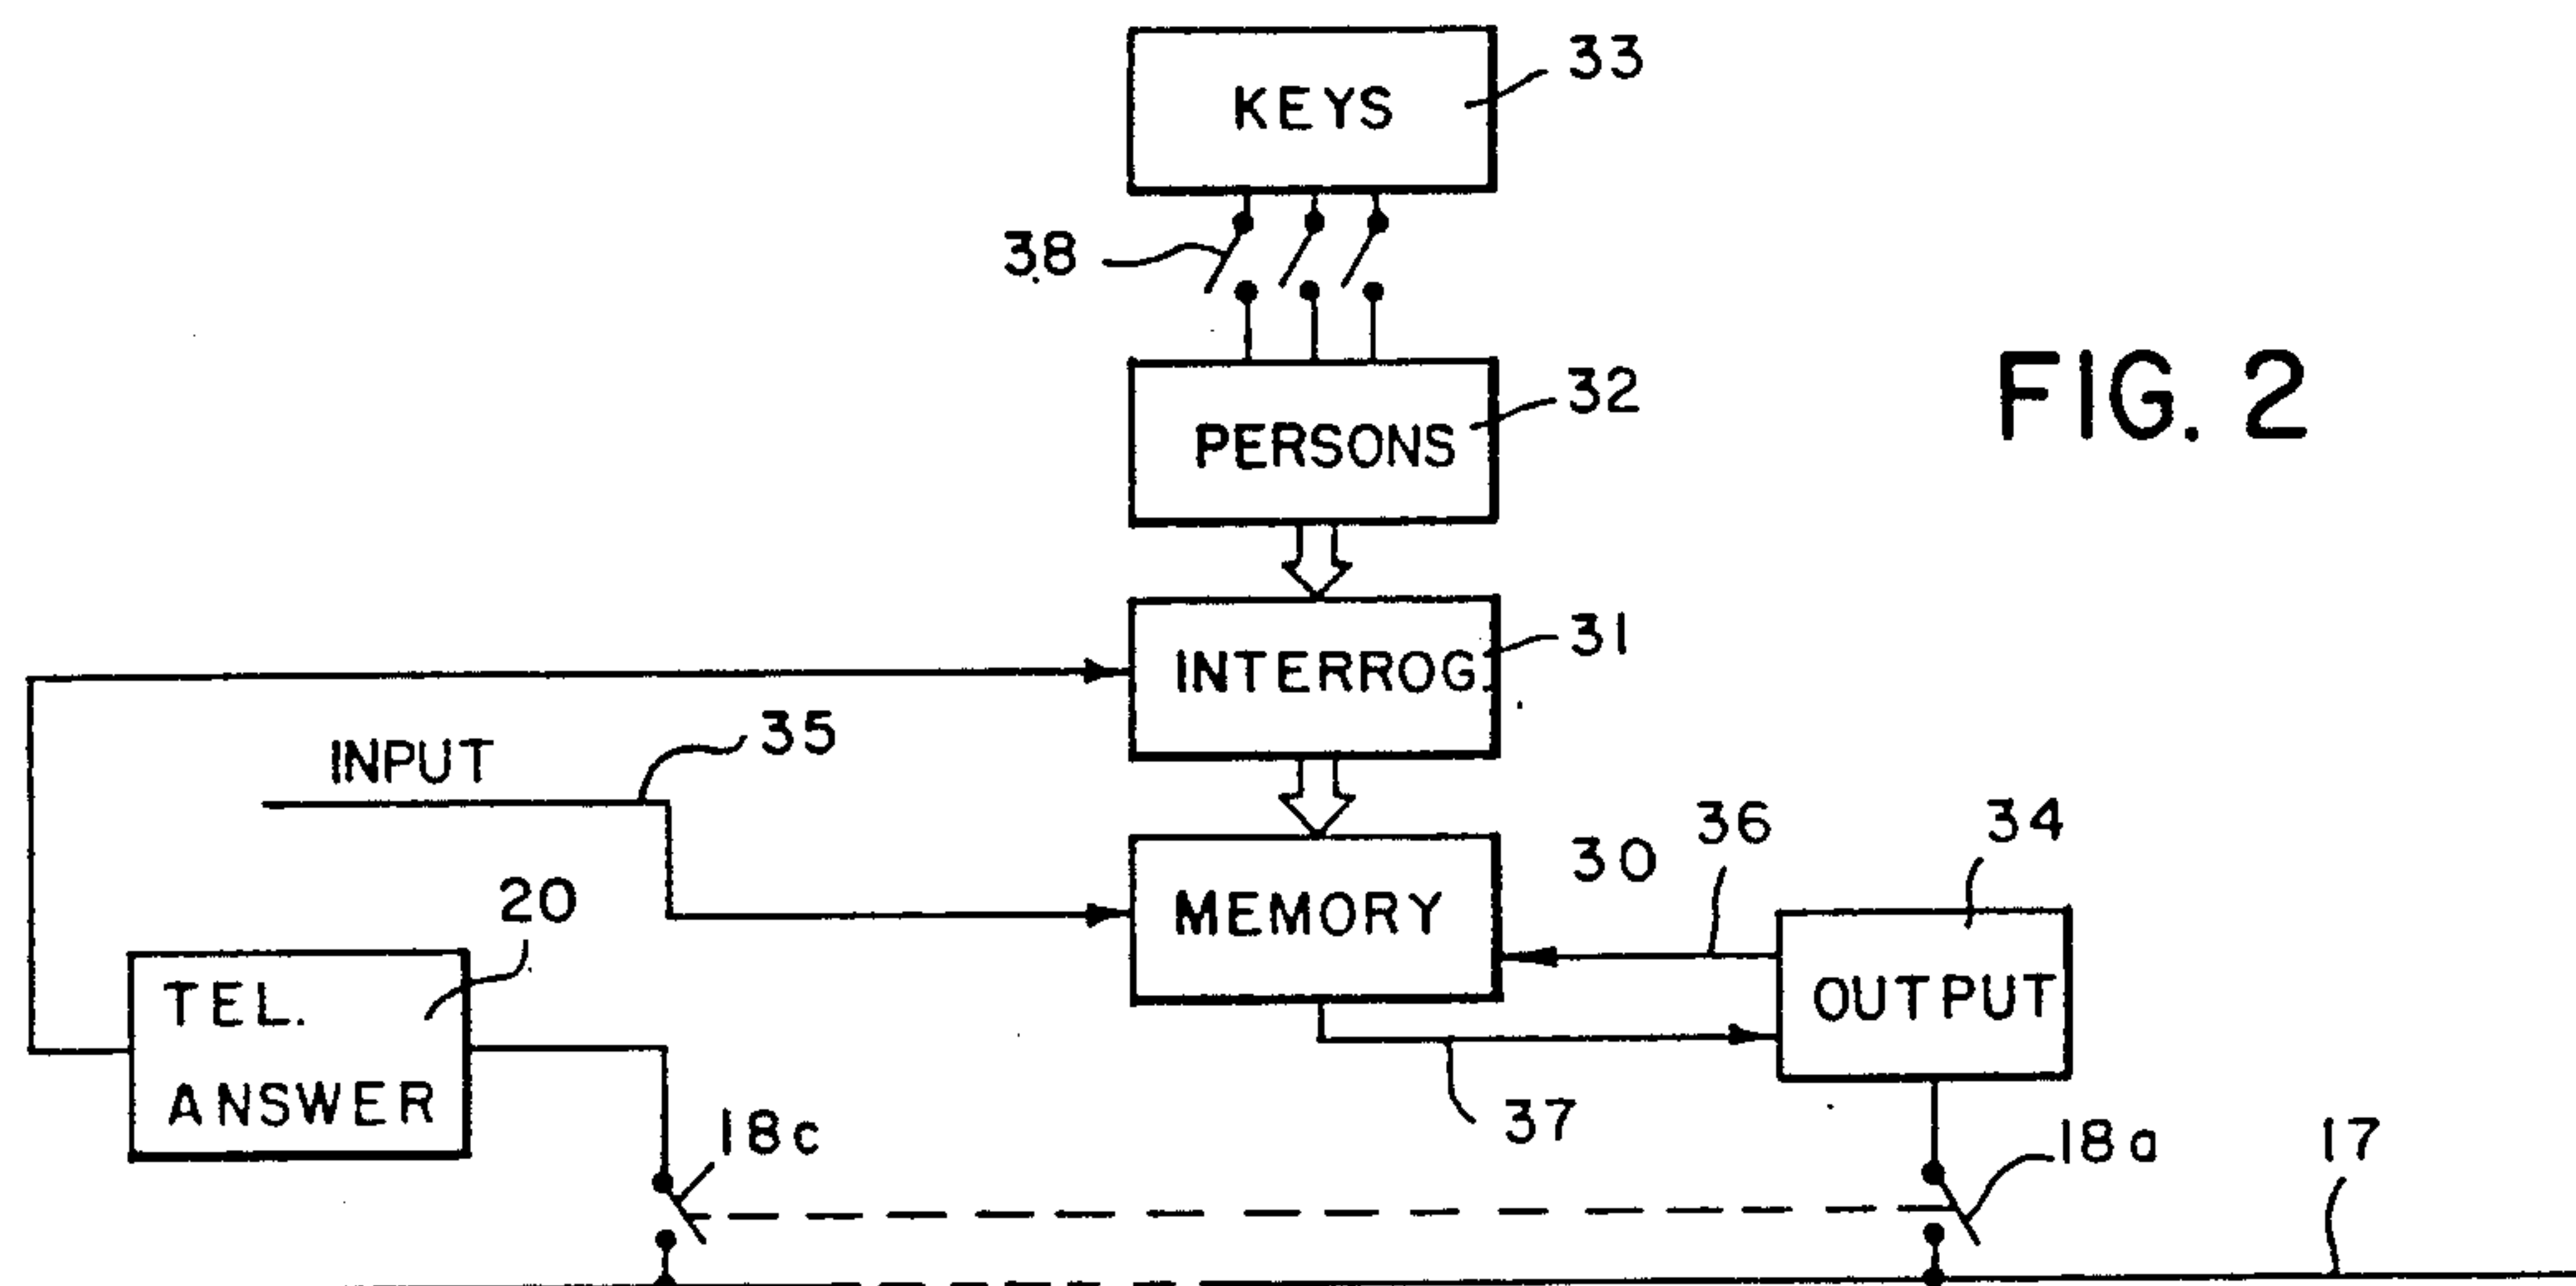 33
KEYS
38
32
PERSONS
FIG. 2
31
INTERROG.
35
INPUT
36
34
30
MEMORY
20
TEL.
ANSWER
OUTPUT
37
18c
18a
17